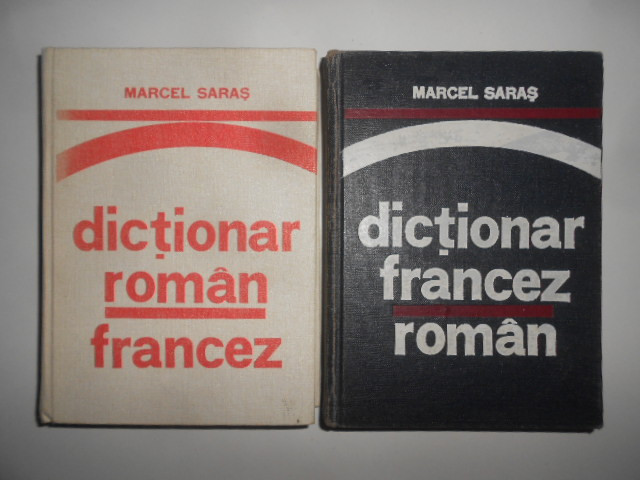 MARCEL SARAȘ
dicționar
român
francez
MARCEL SARAȘ
dicționar
francez
român